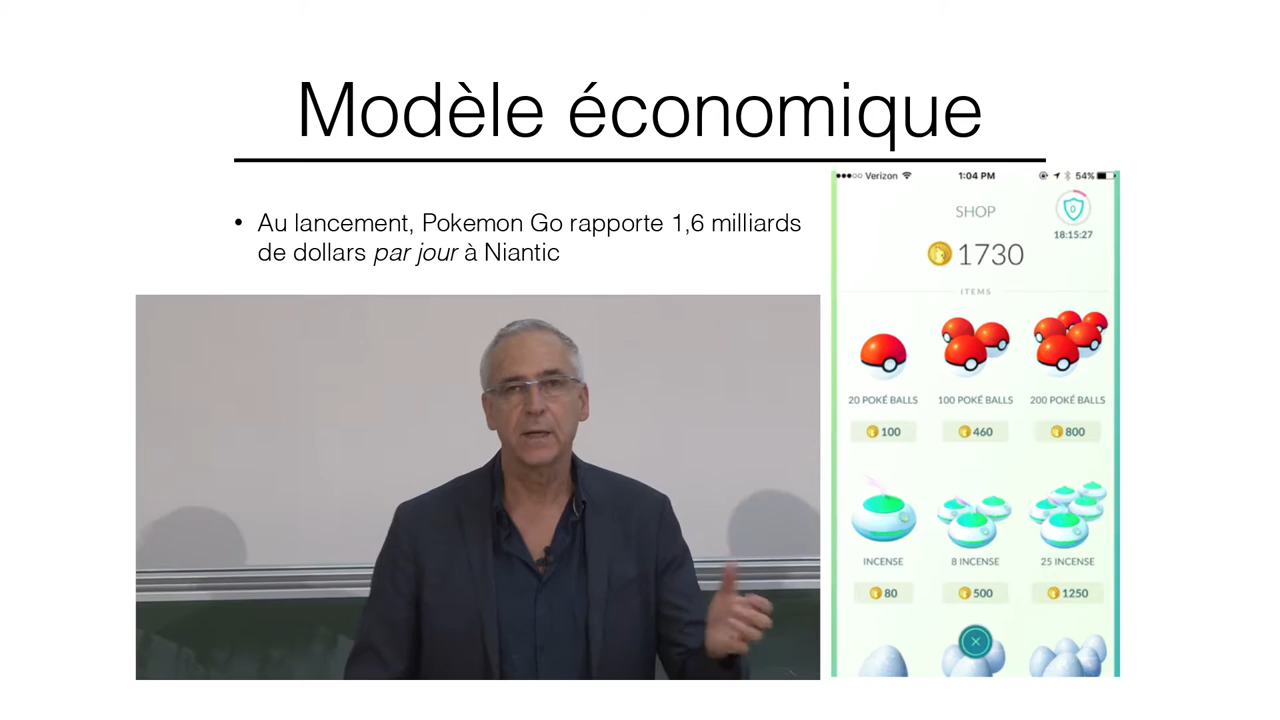 Modèle économique
• Au lancement, Pokemon Go rapporte 1,6 milliards
de dollars par jour à Niantic
Verizon 1:04 PM 54%
SHOP
0
18:15:27
1730
ITEMS
20 POKÉ BALLS 100 POKÉ BALLS 200 POKÉ BALLS
100 460 800
INCENSE 8 INCENSE 25 INCENSE
80 500 1250